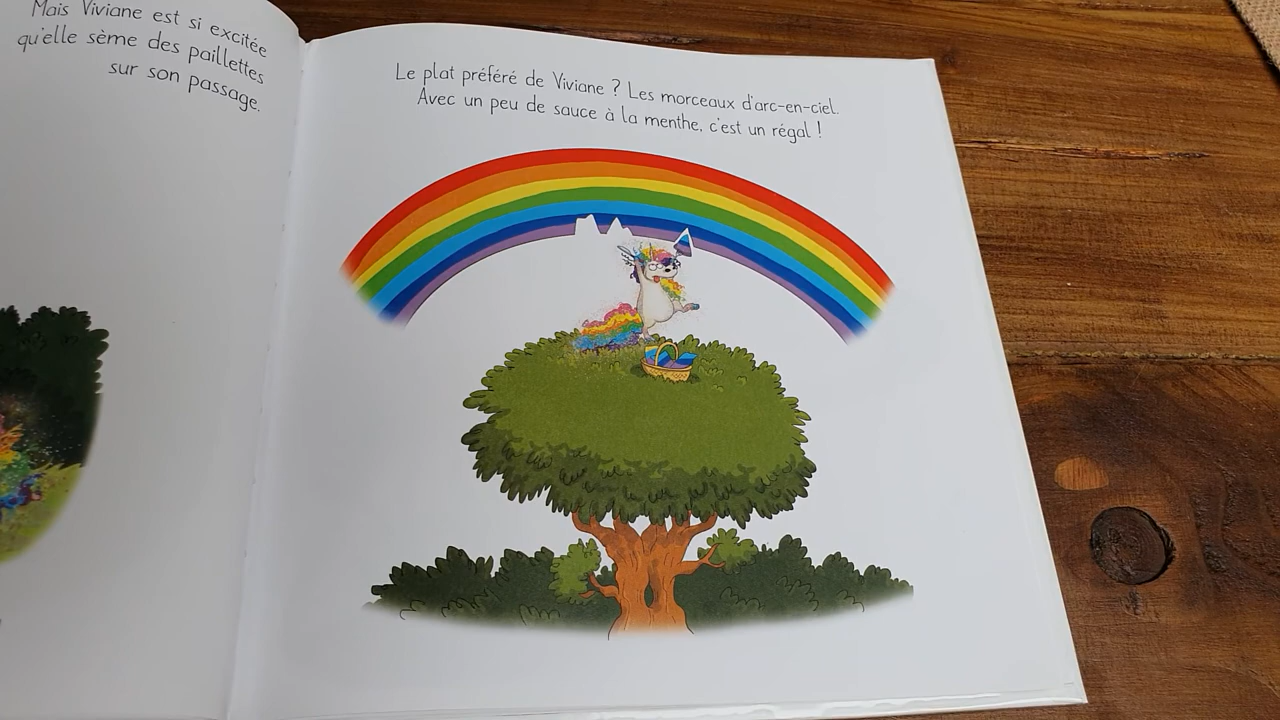 Mais Viviane est si excitée
qu'elle sème des paillettes
sur son passage.
Le plat préféré de Viviane ? Les morceaux d'arc-en-ciel.
Avec un peu de sauce à la menthe, c'est un régal !